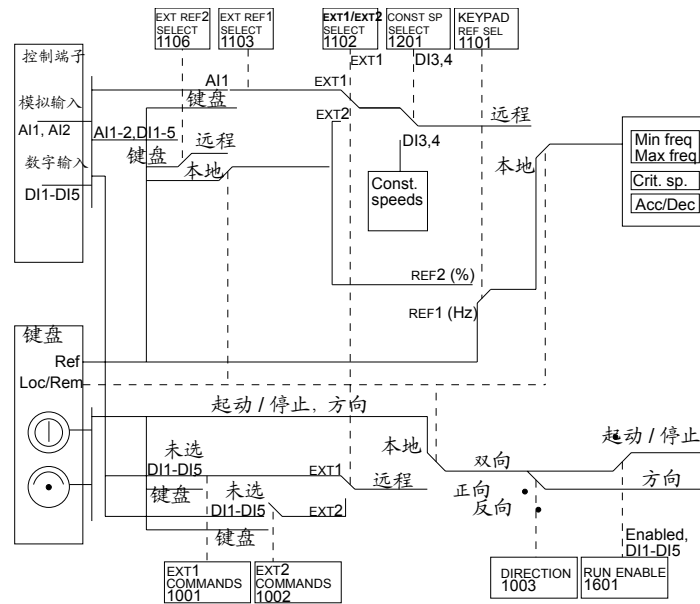 EXT REF2
SELECT
1106
EXT REF1
SELECT
1103
EXT1/EXT2
SELECT
1102
CONST SP
SELECT
1201
KEYPAD
REF SEL
1101
控制端子
模拟输入
AI1, AI2
数字输入
DI1-DI5
AI1
键盘
AI1-2,DI1-5
键盘
远程
本地
EXT1
EXT1
EXT2
DI3,4
DI3,4
Const.
speeds
远程
本地
Min freq
Max freq
Crit. sp.
Acc/Dec
REF2 (%)
REF1 (Hz)
键盘
Ref
Loc/Rem
起动 / 停止, 方向
未选
DI1-DI5
键盘
未选
DI1-DI5
键盘
EXT1
EXT2
本地
远程
双向
正向
反向
起动 / 停止
方向
Enabled,
DI1-DI5
EXT1
COMMANDS
1001
EXT2
COMMANDS
1002
DIRECTION
1003
RUN ENABLE
1601